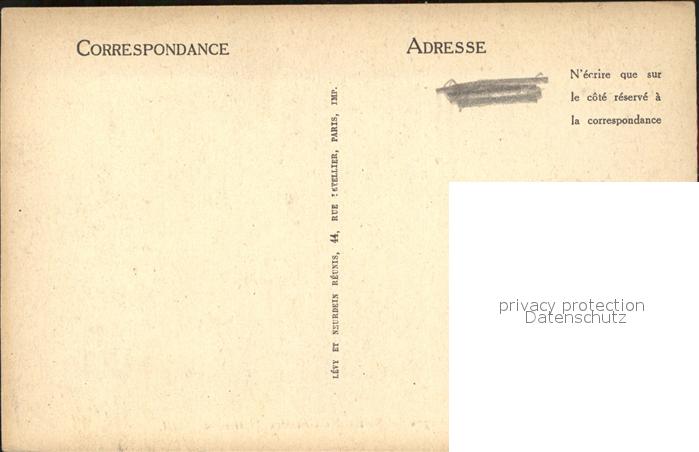 CORRESPONDANCE
ADRESSE
N'écrire que sur
le côté réservé à
la correspondance
LÉVY ET NEURDEIN RÉUNIS, 44, RUE LETELLIER, PARIS, IMP.
privacy protection
Datenschutz